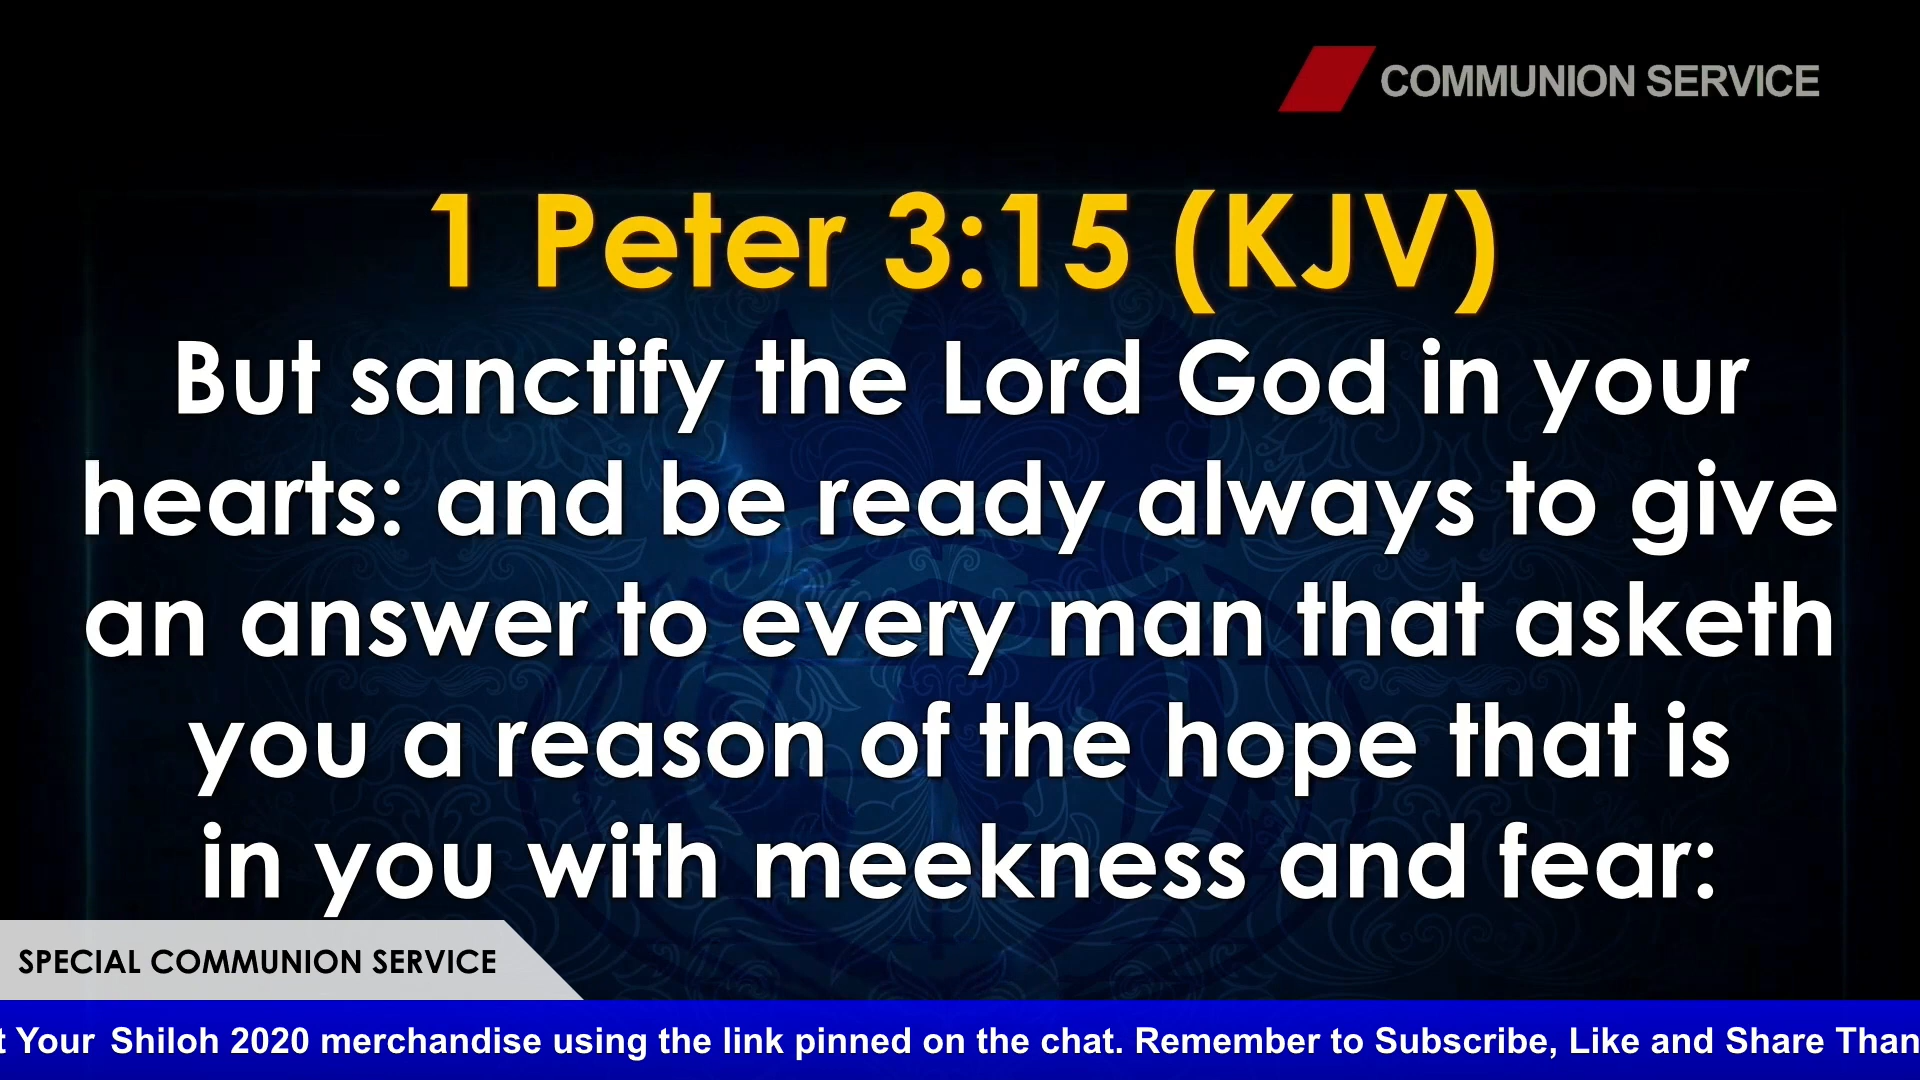 COMMUNION SERVICE
1 Peter 3:15 (KJV)
But sanctify the Lord God in your
hearts: and be ready always to give
an answer to every man that asketh
you a reason of the hope that is
in you with meekness and fear:
SPECIAL COMMUNION SERVICE
t Your Shiloh 2020 merchandise using the link pinned on the chat. Remember to Subscribe, Like and Share Than